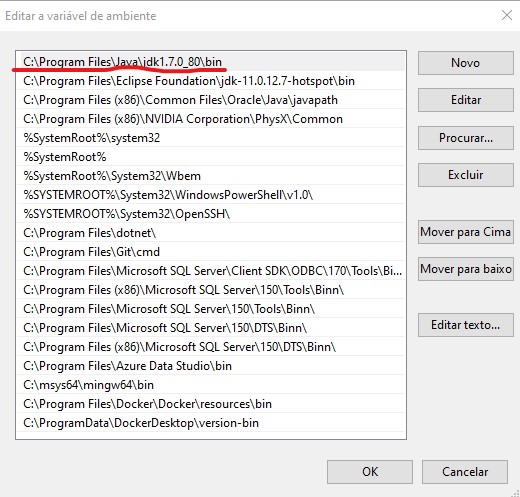 Editar a variável de ambiente
C:\Program Files\Java\jdk1.7.0_80\bin
C:\Program Files\Eclipse Foundation\jdk-11.0.12.7-hotspot\bin
C:\Program Files (x86)\Common Files\Oracle\Java\javapath
C:\Program Files (x86)\NVIDIA Corporation\PhysX\Common
%SystemRoot%\system32
%SystemRoot%
%SystemRoot%\System32\Wbem
%SYSTEMROOT%\System32\WindowsPowerShell\v1.0\
%SYSTEMROOT%\System32\OpenSSH\
C:\Program Files\dotnet\
C:\Program Files\Git\cmd
C:\Program Files\Microsoft SQL Server\Client SDK\ODBC\170\Tools\Bi...
C:\Program Files (x86)\Microsoft SQL Server\150\Tools\Binn\
C:\Program Files\Microsoft SQL Server\150\Tools\Binn\
C:\Program Files\Microsoft SQL Server\150\DTS\Binn\
C:\Program Files (x86)\Microsoft SQL Server\150\DTS\Binn\
C:\Program Files\Azure Data Studio\bin
C:\msys64\mingw64\bin
C:\Program Files\Docker\Docker\resources\bin
C:\ProgramData\DockerDesktop\version-bin
Novo
Editar
Procurar...
Excluir
Mover para Cima
Mover para baixo
Editar texto...
OK
Cancelar